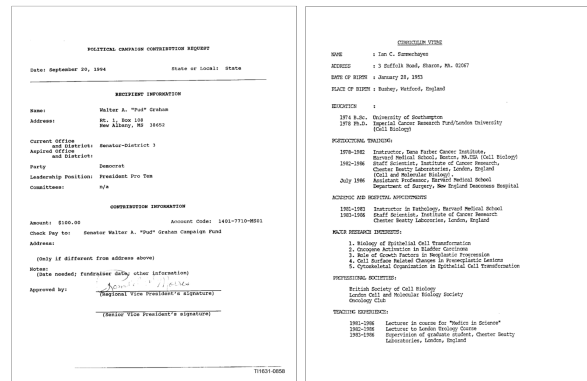 POLITICAL CAMPAIGN CONTRIBUTION REQUEST
Date: September 20, 1994 State or Local: State
RECIPIENT INFORMATION
Name: Walter A. "Pud" Graham
Address: Rt. 1, Box 108
New Albany, MS 38652
Current Office
and District: Senator-District 3
Aspired Office
and District:
Party Democrat
Leadership Position: President Pro Tem
Committees: n/a
CONTRIBUTION INFORMATION
Amount: $100.00 Account Code: 1401-7710-MS01
Check Pay to: Senator Walter A. "Pud" Graham Campaign Fund
Address:
(Only if different from address above)
Notes:
(Date needed; fundraiser date, other information)
Approved by:
(Regional Vice President's signature)
(Senior Vice President's signature)
TI1631-0858
CURRICULUM VITAE
NAME : Ian C. Summerhayes
ADDRESS : 3 Suffolk Road, Sharon, MA. 02067
DATE OF BIRTH : January 20, 1953
PLACE OF BIRTH : Bushey, Watford, England
EDUCATION :
1974 B.Sc. University of Southampton
1978 Ph.D. Imperial Cancer Research Fund/London University
(Cell Biology)
POSTDOCTORAL TRAINING:
1978-1982 Instructor, Dana Farber Cancer Institute,
Harvard Medical School, Boston, MA.USA (Cell Biology)
1982-1986 Staff Scientist, Institute of Cancer Research,
Chester Beatty Laboratories, London, England
(Cell and Molecular Biology).
July 1986 Assistant Professor, Harvard Medical School
Department of Surgery, New England Deaconess Hospital
ACADEMIC AND HOSPITAL APPOINTMENTS
1981-1983 Instructor in Pathology, Harvard Medical School
1983-1986 Staff Scientist, Institute of Cancer Research
Chester Beatty Laboratories, London, England
MAJOR RESEARCH INTERESTS:
1. Biology of Epithelial Cell Transformation
2. Oncogene Activation in Bladder Carcinoma
3. Role of Growth Factors in Neoplastic Progression
4. Cell Surface Related Changes in Preneoplastic Lesions
5. Cytoskeletal Organization in Epithelial Cell Transformation
PROFESSIONAL SOCIETIES:
British Society of Cell Biology
London Cell and Molecular Biology Society
Oncology Club
TEACHING EXPERIENCE:
1981-1986 Lecturer in course for "Medics in Science"
1982-1986 Lecturer to London Urology Course
1983-1986 Supervision of graduate student, Chester Beatty
Laboratories, London, England